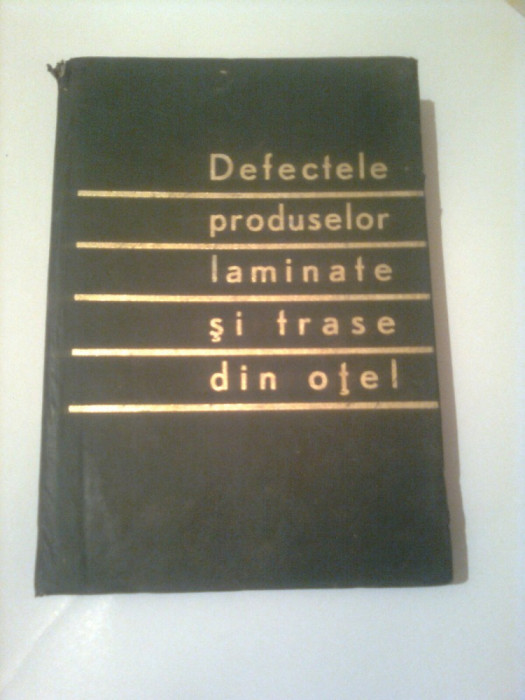 Defectele
produselor
laminate
şi trase
din oţel